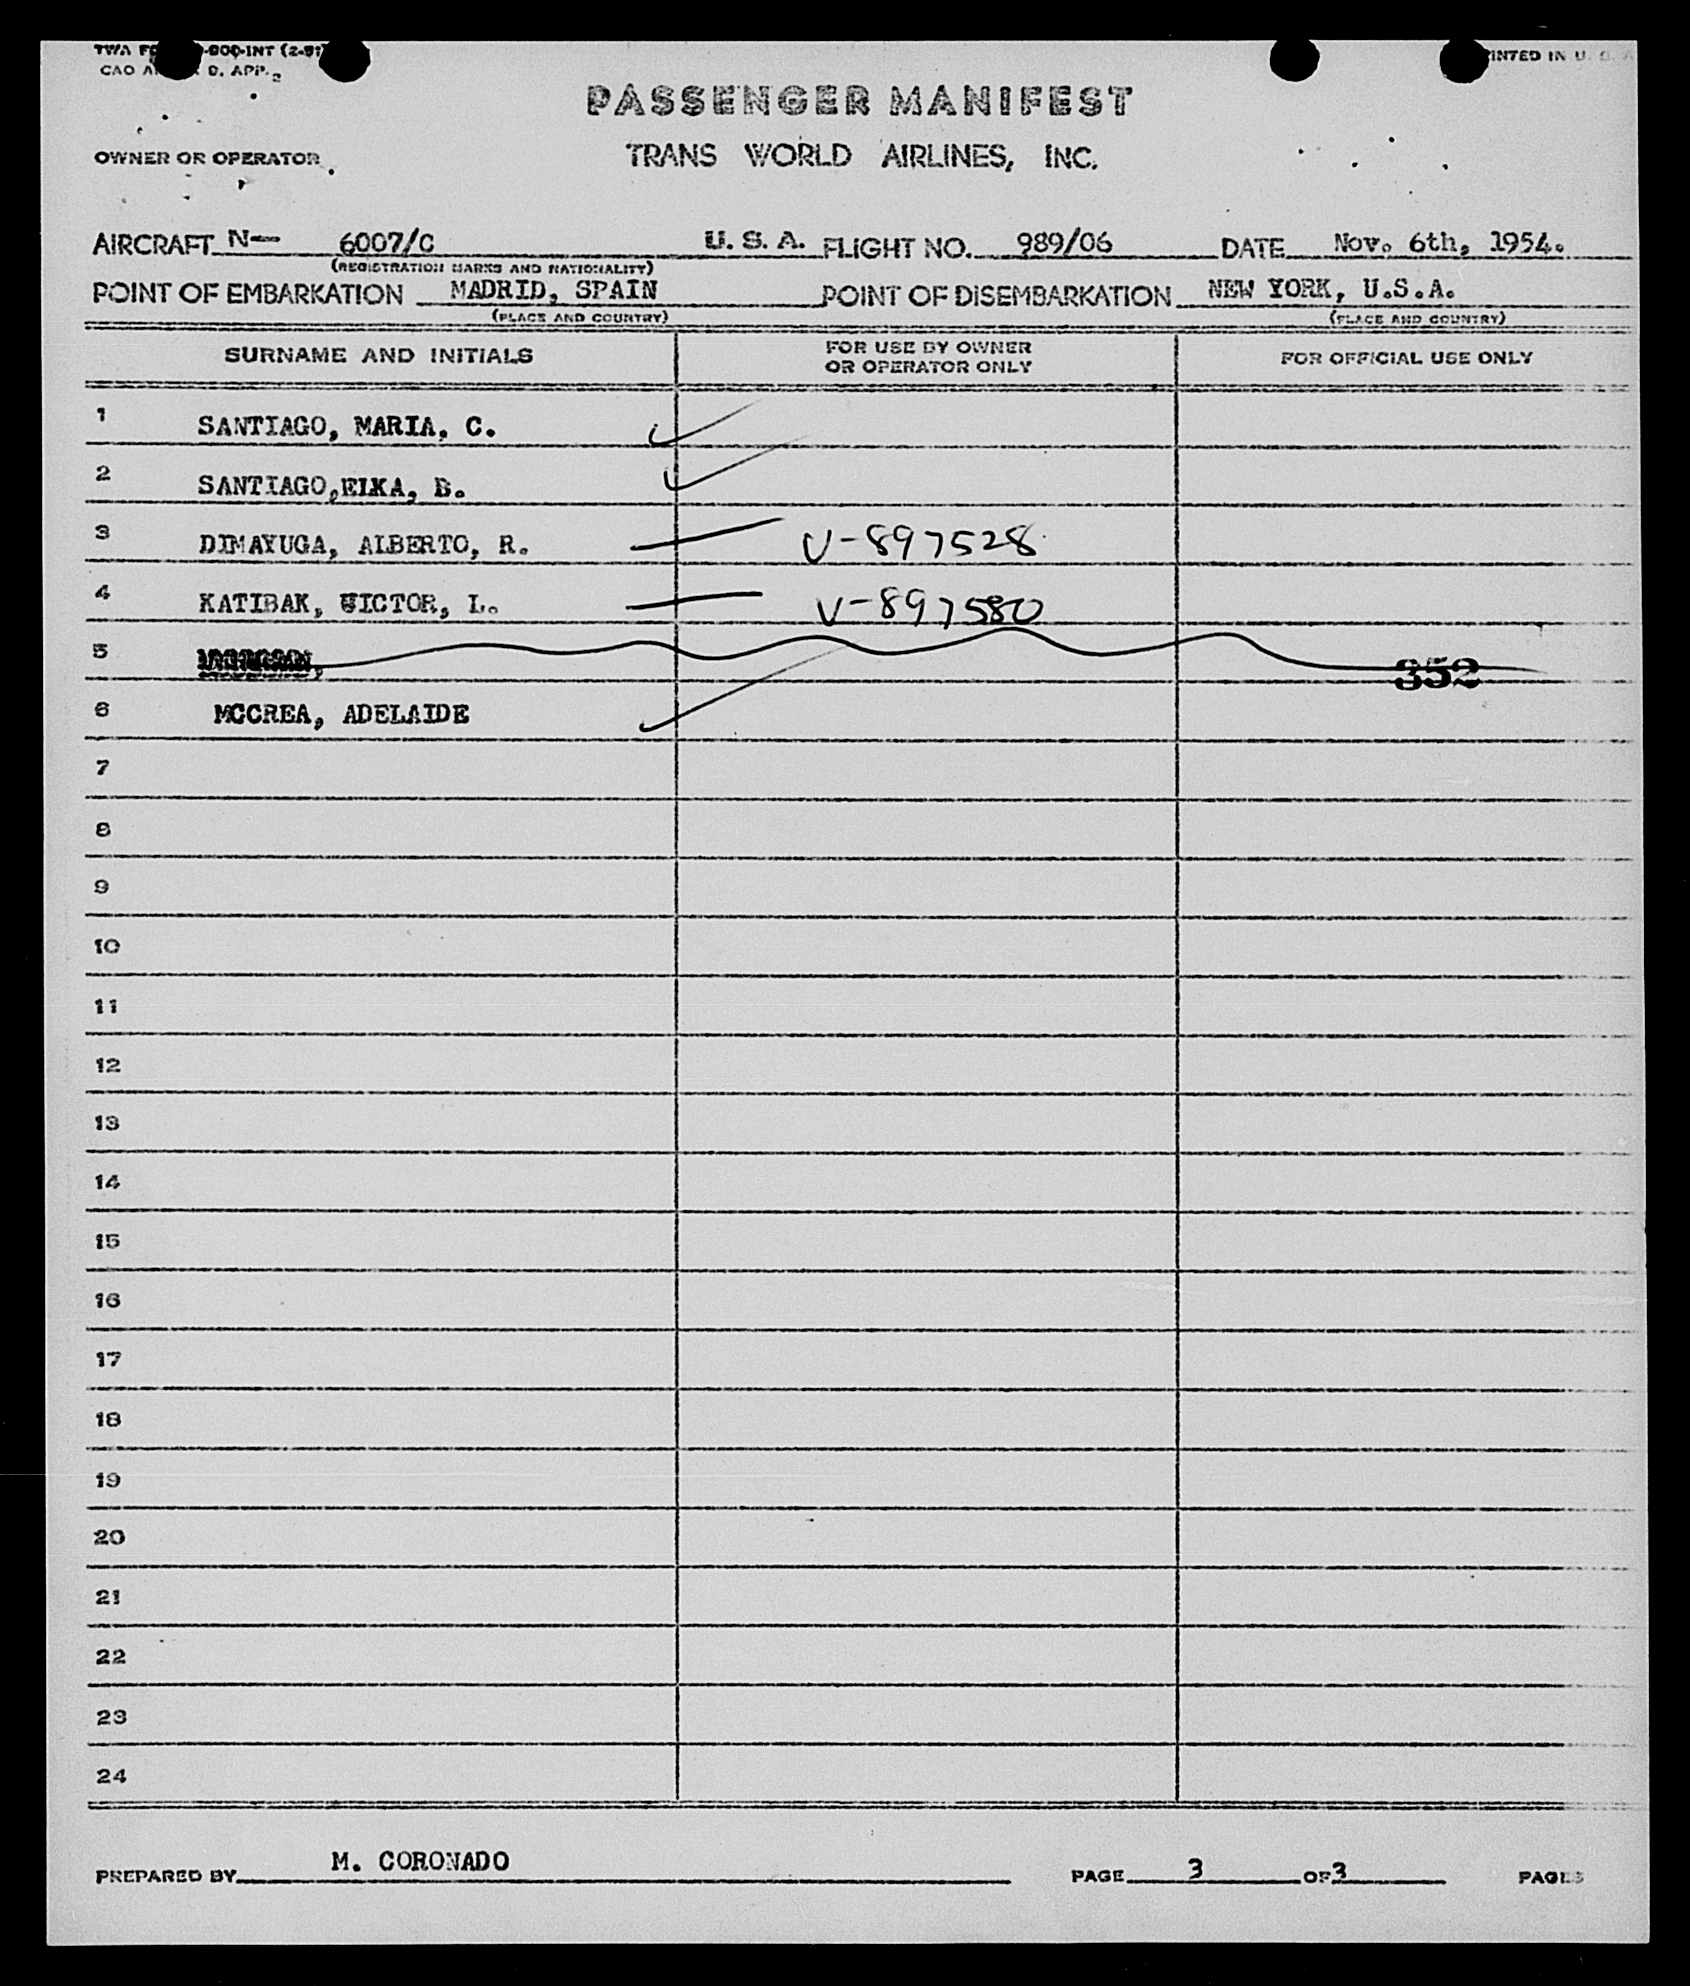 CAO
PASSENGER MANIFEST
OWNER OR OPERATOR
TRANS WORLD AIRLINES, INC.
AIRCRAFT N— 6007/C U. S. A. FLIGHT NO. 989/06 DATE Nov. 6th, 1954.
(REGISTRATION MARKS AND NATIONALITY)
POINT OF EMBARKATION MADRID, SPAIN POINT OF DISEMBARKATION NEW YORK, U.S.A.
(PLACE AND COUNTRY) (PLACE AND COUNTRY)
SURNAME AND INITIALS FOR USE BY OWNER OR OPERATOR ONLY FOR OFFICIAL USE ONLY
1 SANTIAGO, MARIA, C.
2 SANTIAGO, B.
3 DIMAYUGA, ALBERTO, R. V-897528
4 KATIBAK, L. V-897580
5 352
6 MCCREA, ADELAIDE
7
8
9
10
11
12
13
14
15
16
17
18
19
20
21
22
23
24
PREPARED BY M. CORONADO PAGE 3 OF 3 PAGES